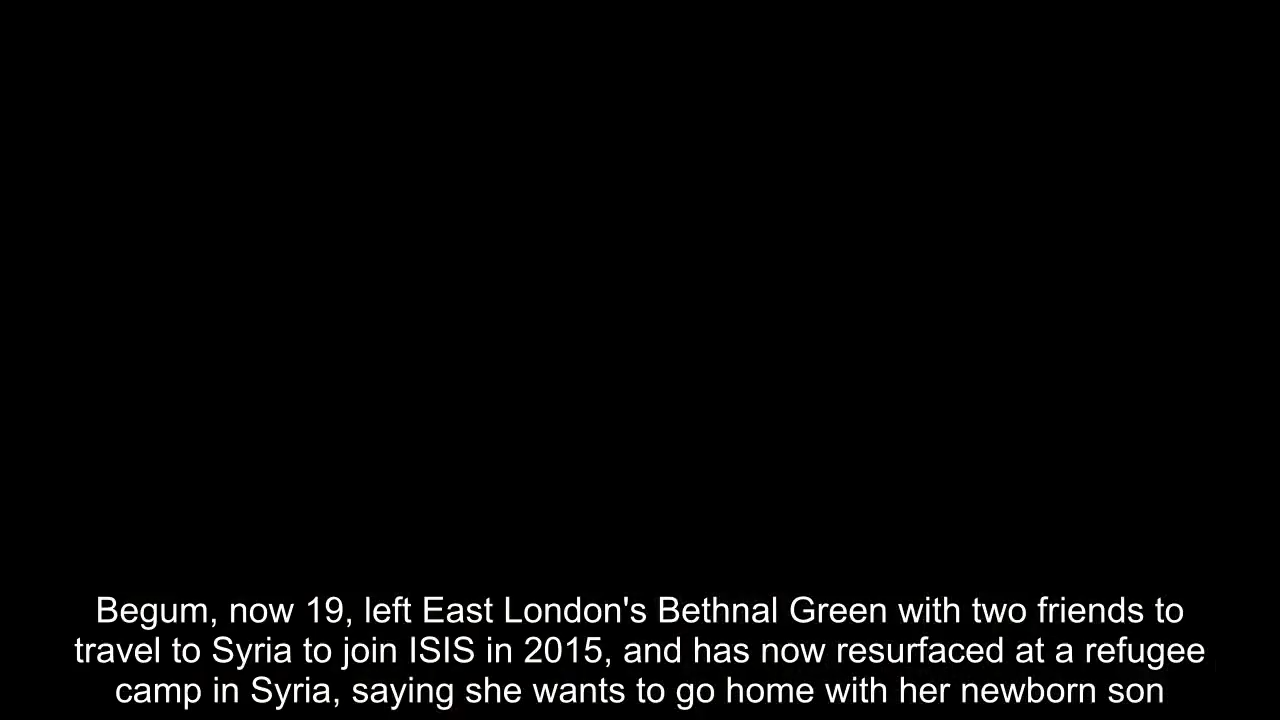 Begum, now 19, left East London's Bethnal Green with two friends to
travel to Syria to join ISIS in 2015, and has now resurfaced at a refugee
camp in Syria, saying she wants to go home with her newborn son